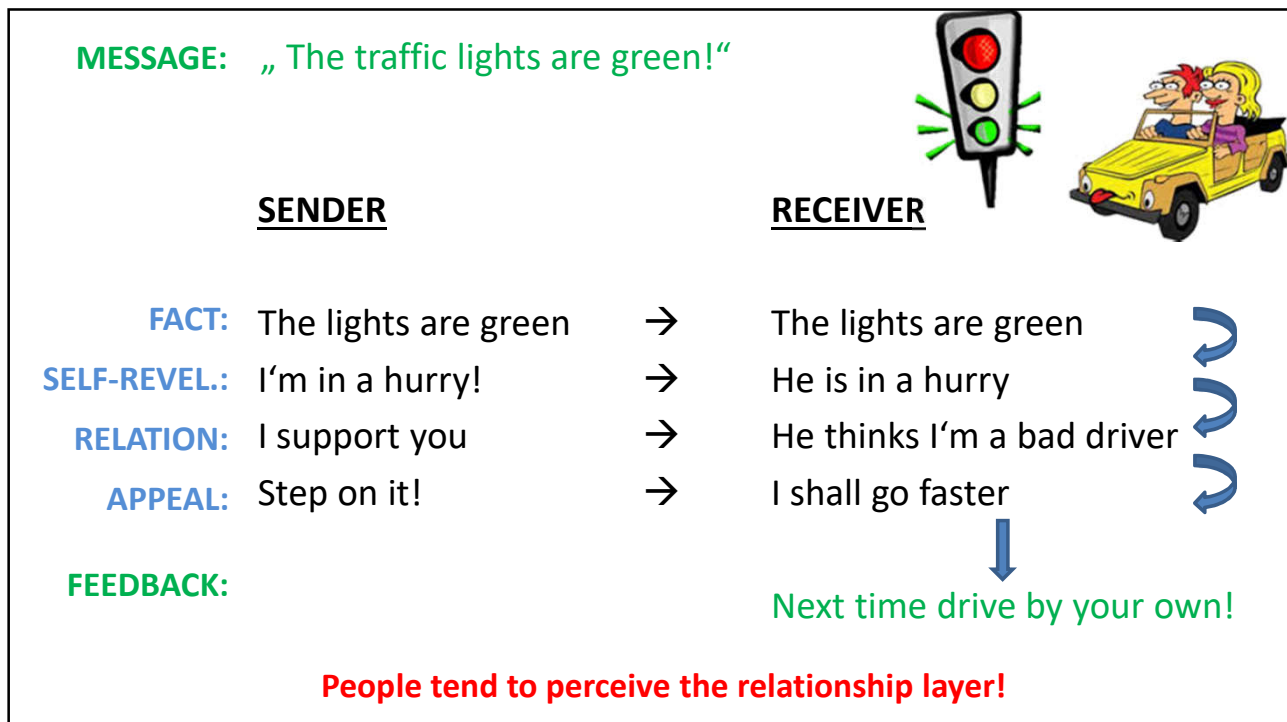 MESSAGE: „ The traffic lights are green!“
SENDER RECEIVER
FACT: The lights are green → The lights are green
SELF-REVEL.: I‘m in a hurry! → He is in a hurry
RELATION: I support you → He thinks I‘m a bad driver
APPEAL: Step on it! → I shall go faster
FEEDBACK:
Next time drive by your own!
People tend to perceive the relationship layer!